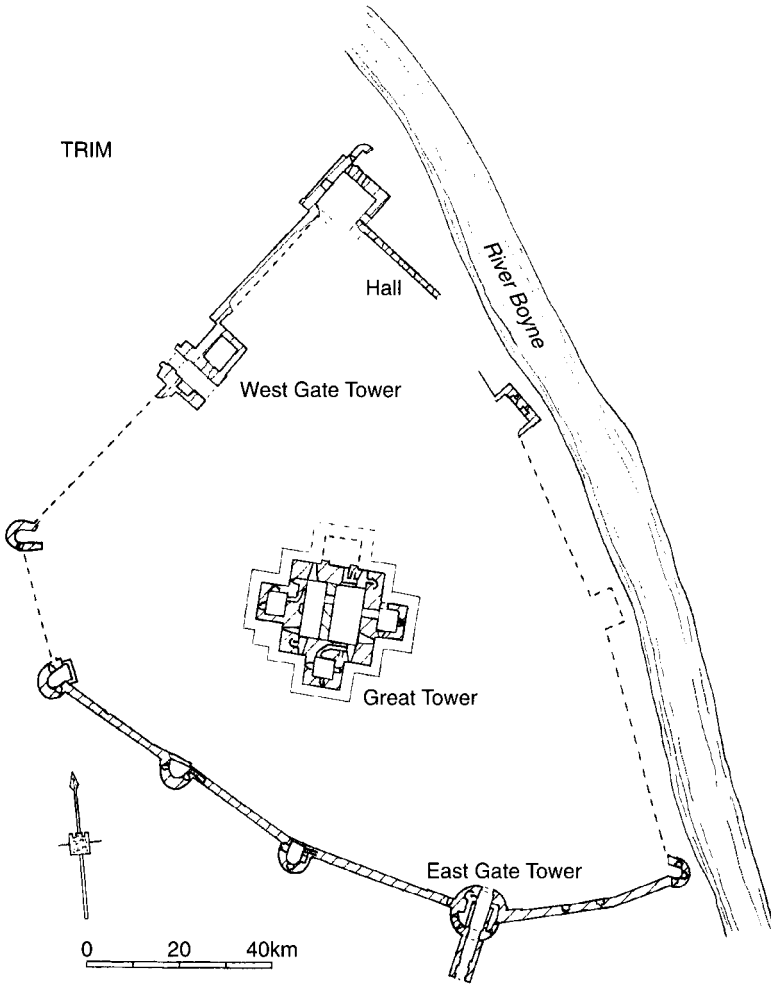 TRIM
River Boyne
Hall
West Gate Tower
Great Tower
East Gate Tower
0 20 40km